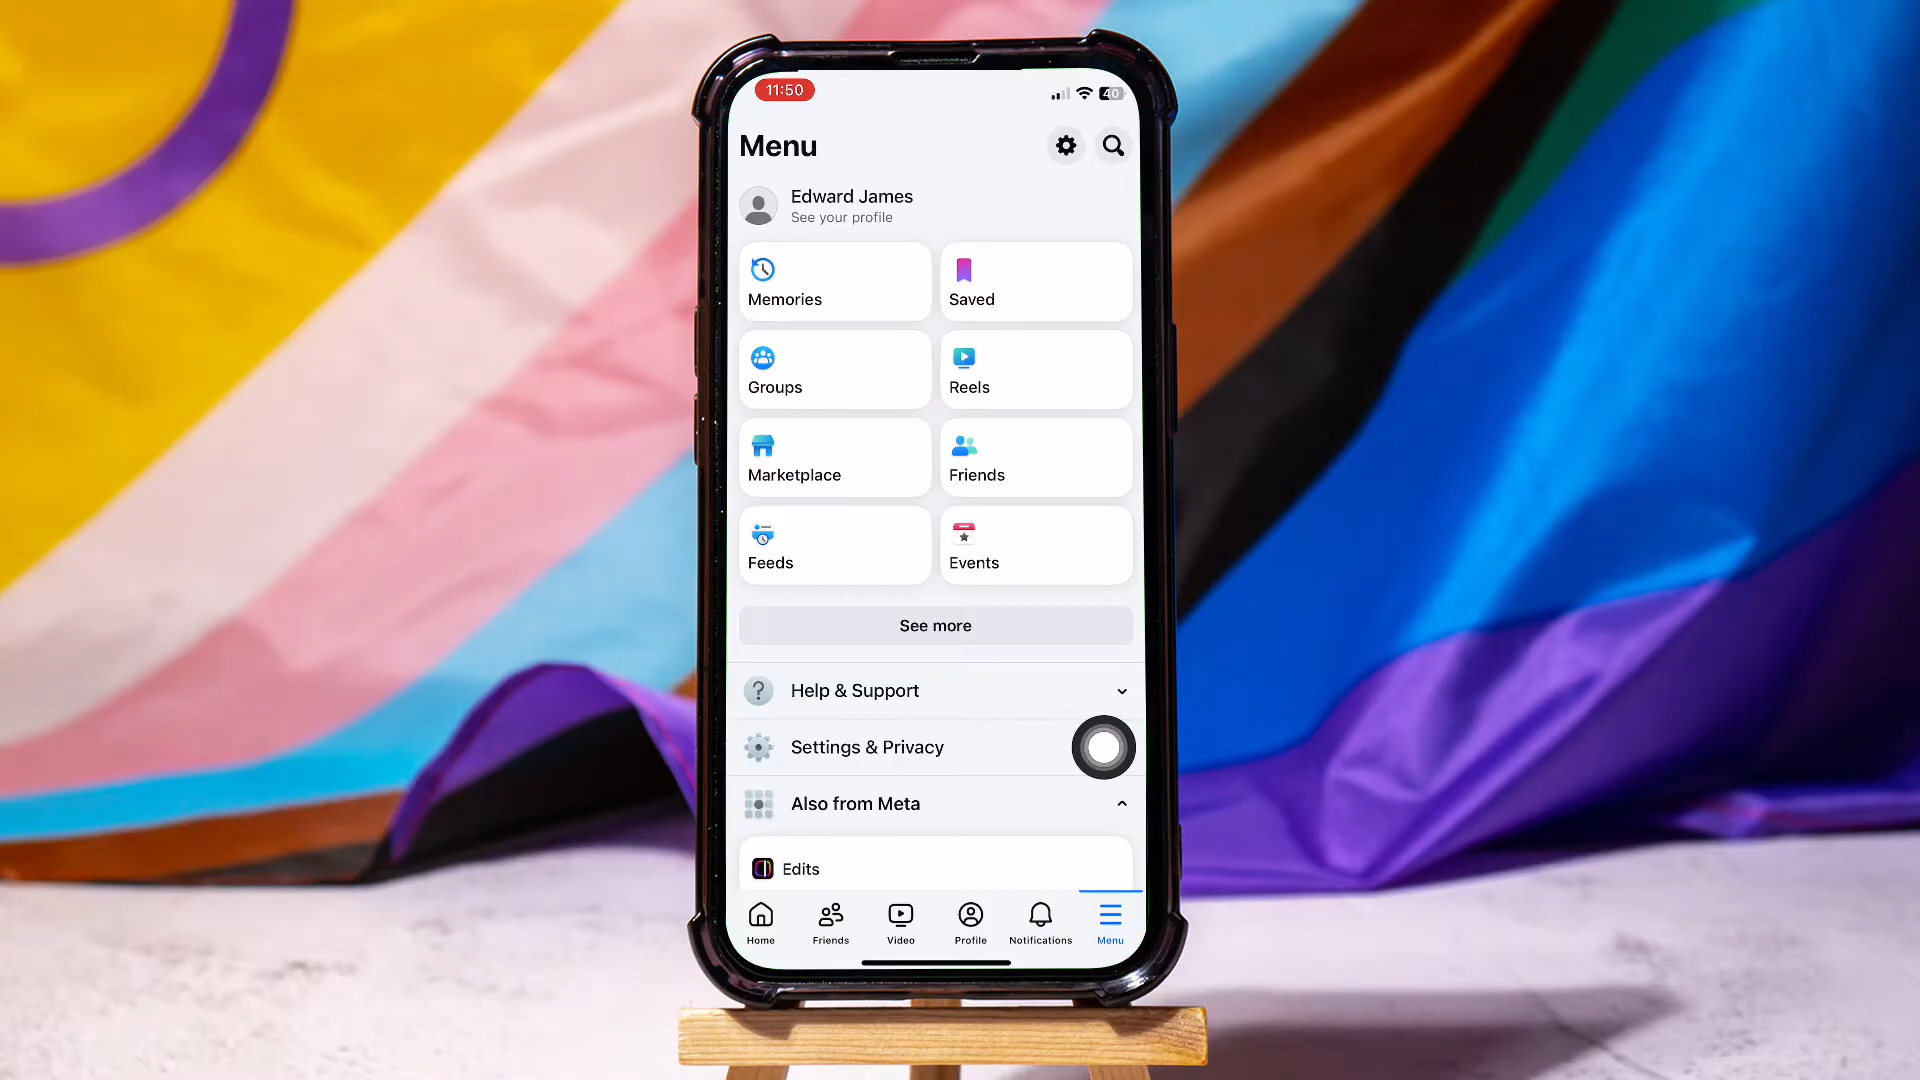 11:50
40
Menu
Edward James
See your profile
Memories
Saved
Groups
Reels
Marketplace
Friends
Feeds
Events
See more
Help & Support
Settings & Privacy
Also from Meta
Edits
Home
Friends
Video
Profile
Notifications
Menu